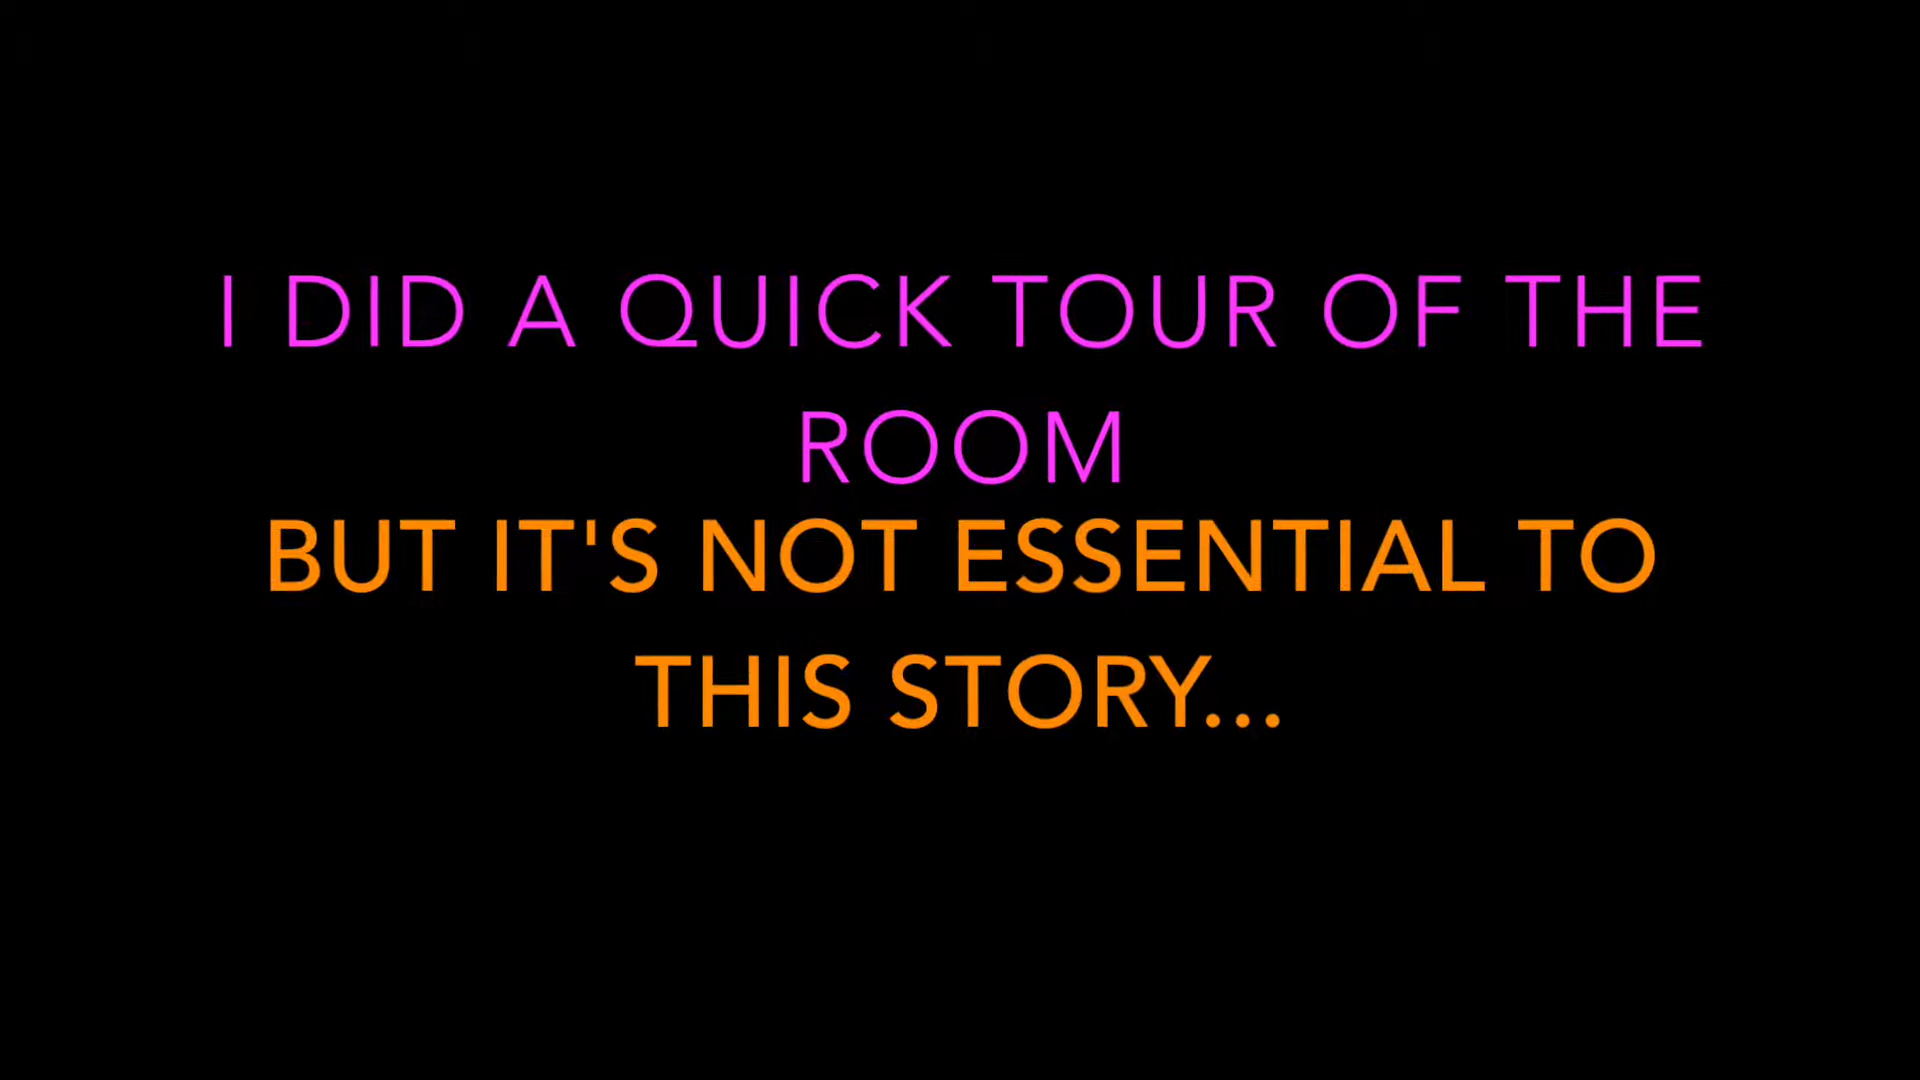 I DID A QUICK TOUR OF THE
ROOM
BUT IT'S NOT ESSENTIAL TO
THIS STORY...